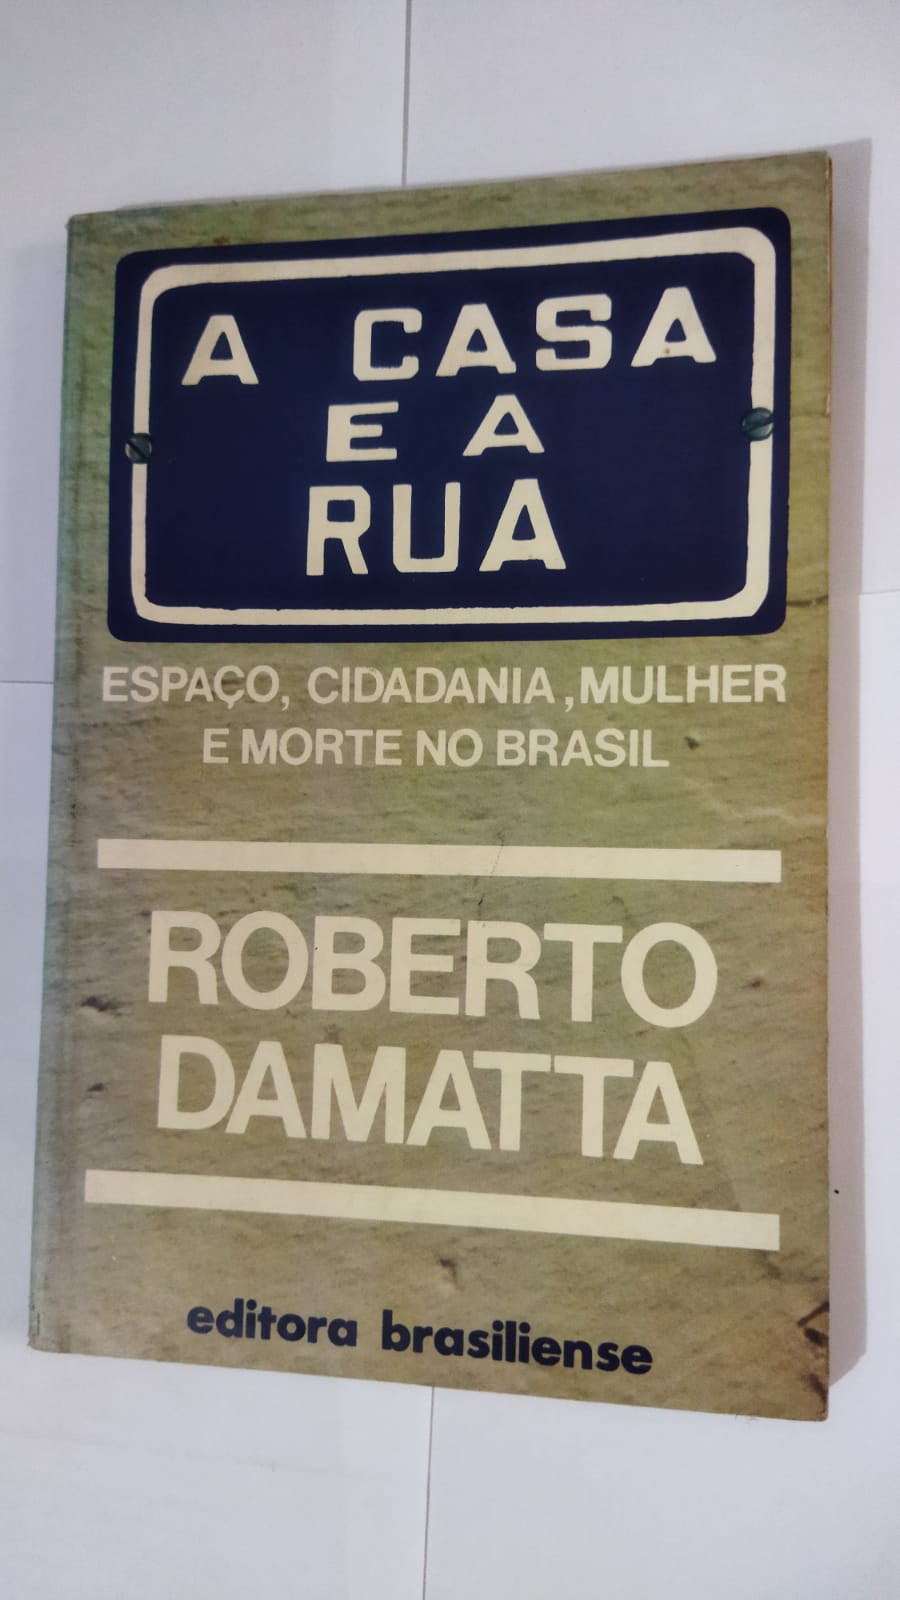 A CASA
E A
RUA
ESPAÇO, CIDADANIA, MULHER
E MORTE NO BRASIL
ROBERTO
DAMATTA
editora brasiliense